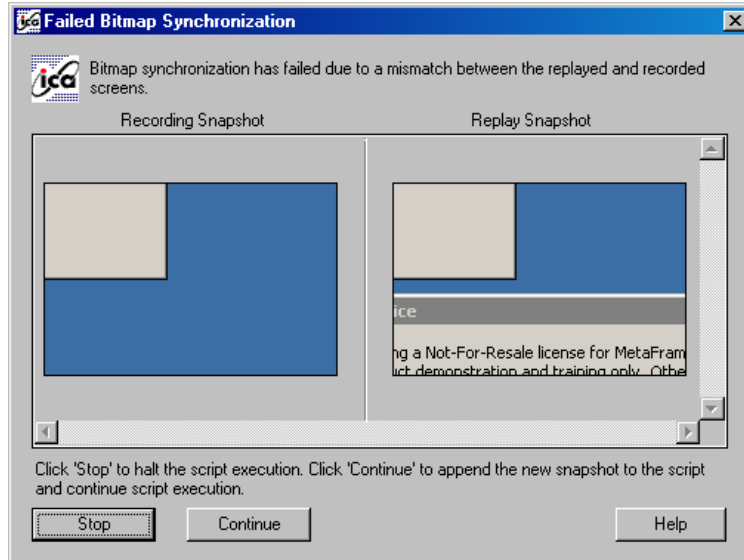 Failed Bitmap Synchronization
ica
Bitmap synchronization has failed due to a mismatch between the replayed and recorded
screens.
Recording Snapshot
Replay Snapshot
ice
ng a Not-For-Resale license for MetaFram
uct demonstration and training only. Othe
Click 'Stop' to halt the script execution. Click 'Continue' to append the new snapshot to the script
and continue script execution.
Stop
Continue
Help